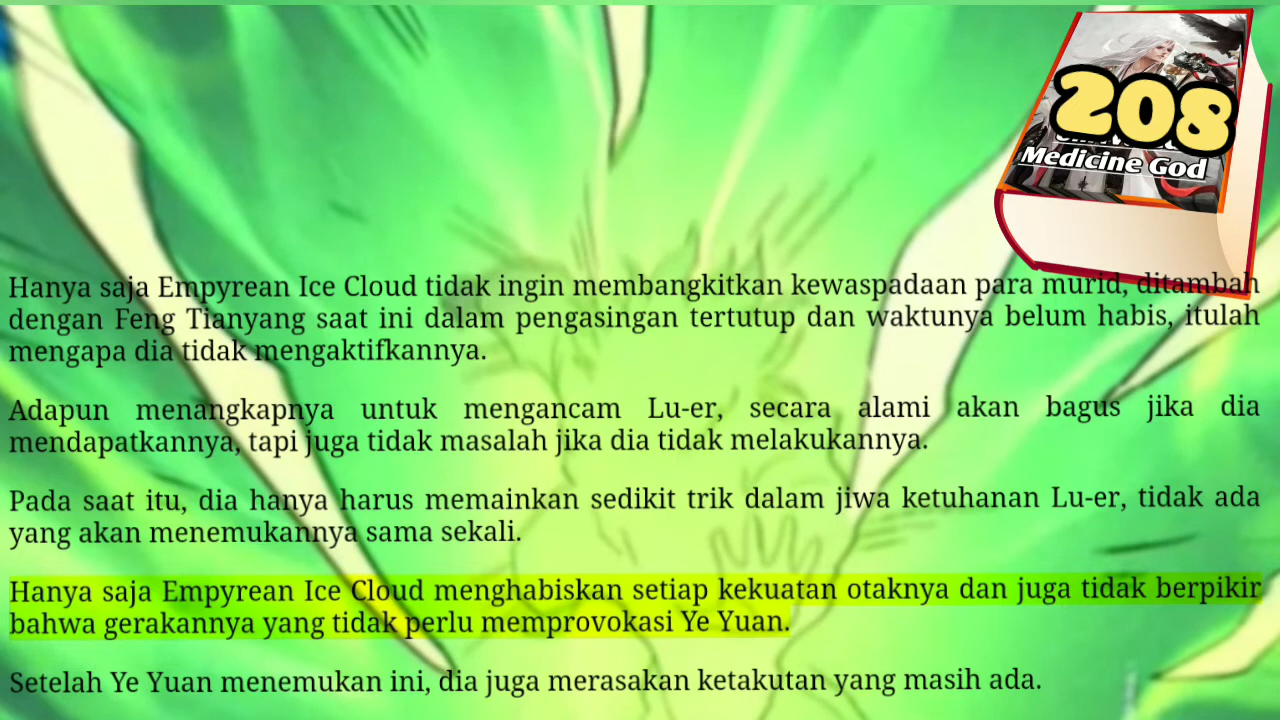 208
Medicine God
Hanya saja Empyrean Ice Cloud tidak ingin membangkitkan kewaspadaan para murid, ditambah
dengan Feng Tianyang saat ini dalam pengasingan tertutup dan waktunya belum habis, itulah
mengapa dia tidak mengaktifkannya.
Adapun menangkapnya untuk mengancam Lu-er, secara alami akan bagus jika dia
mendapatkannya, tapi juga tidak masalah jika dia tidak melakukannya.
Pada saat itu, dia hanya harus memainkan sedikit trik dalam jiwa ketuhanan Lu-er, tidak ada
yang akan menemukannya sama sekali.
Hanya saja Empyrean Ice Cloud menghabiskan setiap kekuatan otaknya dan juga tidak berpikir
bahwa gerakannya yang tidak perlu memprovokasi Ye Yuan.
Setelah Ye Yuan menemukan ini, dia juga merasakan ketakutan yang masih ada.